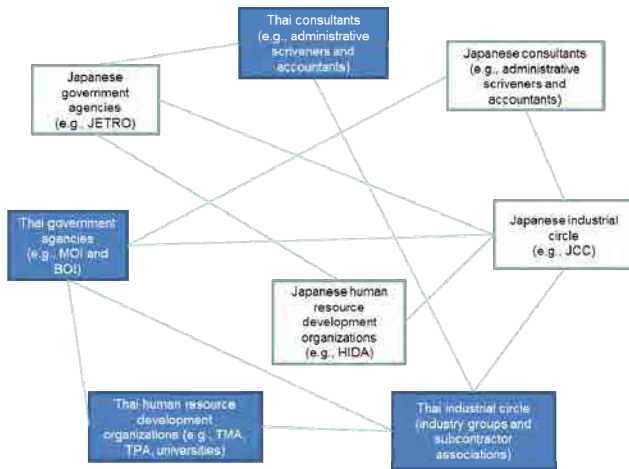 Thai consultants
(e.g., administrative
scriveners and
accountants)
Japanese consultants
(e.g., administrative
scriveners and
accountants)
Japanese
government
agencies
(e.g., JETRO)
Thai government
agencies
(e.g., MOI and
BOI)
Japanese industrial
circle
(e.g., JCC)
Japanese human
resource
development
organizations
(e.g., HIDA)
Thai human resource
development
organizations (e.g., TMA
TPA, universities)
Thai industrial circle
(industry groups and
subcontractor
associations)